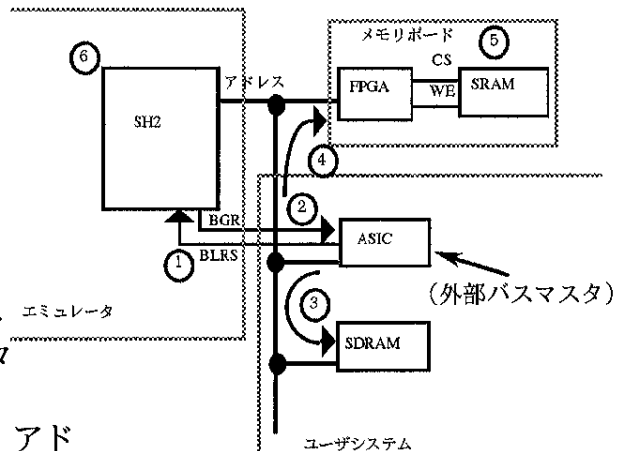 メモリボード
⑤
⑥
CS
アドレス
FPGA
WE
SRAM
SH2
④
②
BGR
ASIC
①
BLRS
(外部バスマスタ)
③
エミュレータ
SDRAM
アド
ユーザシステム